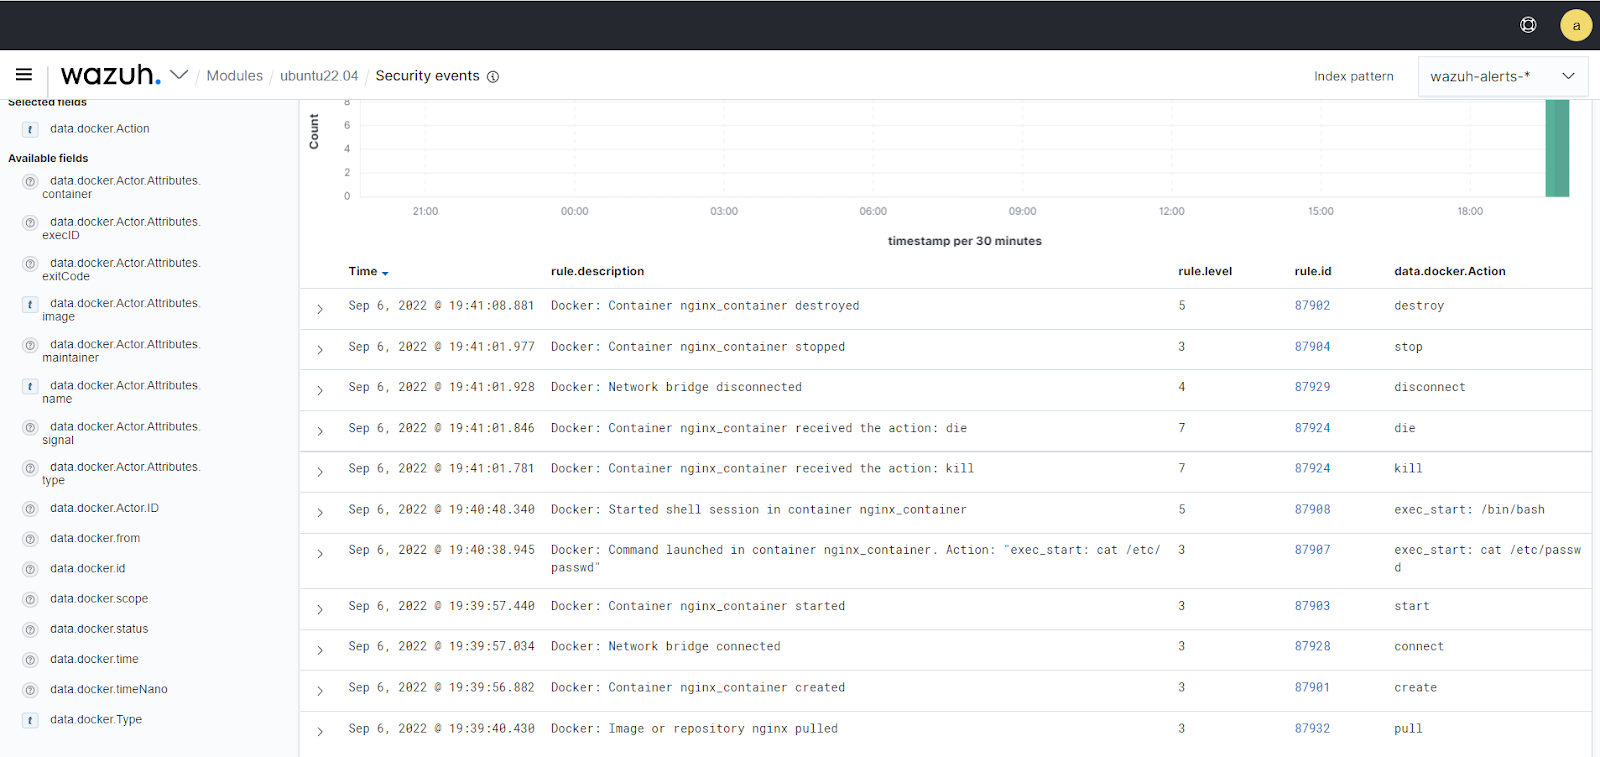 a
wazuh. / Modules / ubuntu22.04 / Security events
Index pattern
wazuh-alerts-*
Selected fields
t data.docker.Action
Available fields
data.docker.Actor.Attributes.
container
data.docker.Actor.Attributes.
execID
data.docker.Actor.Attributes.
exitCode
t data.docker.Actor.Attributes.
image
data.docker.Actor.Attributes.
maintainer
t data.docker.Actor.Attributes.
name
data.docker.Actor.Attributes.
signal
data.docker.Actor.Attributes.
type
data.docker.Actor.ID
data.docker.from
data.docker.id
data.docker.scope
data.docker.status
data.docker.time
data.docker.timeNano
t data.docker.Type
Count
8
6
4
2
0
21:00 00:00 03:00 06:00 09:00 12:00 15:00 18:00
timestamp per 30 minutes
Time rule.description rule.level rule.id data.docker.Action
Sep 6, 2022 @ 19:41:08.881 Docker: Container nginx_container destroyed 5 87902 destroy
Sep 6, 2022 @ 19:41:01.977 Docker: Container nginx_container stopped 3 87904 stop
Sep 6, 2022 @ 19:41:01.928 Docker: Network bridge disconnected 4 87929 disconnect
Sep 6, 2022 @ 19:41:01.846 Docker: Container nginx_container received the action: die 7 87924 die
Sep 6, 2022 @ 19:41:01.781 Docker: Container nginx_container received the action: kill 7 87924 kill
Sep 6, 2022 @ 19:40:48.340 Docker: Started shell session in container nginx_container 5 87908 exec_start: /bin/bash
Sep 6, 2022 @ 19:40:38.945 Docker: Command launched in container nginx_container. Action: "exec_start: cat /etc/ 3 87907 exec_start: cat /etc/passw
passwd" d
Sep 6, 2022 @ 19:39:57.440 Docker: Container nginx_container started 3 87903 start
Sep 6, 2022 @ 19:39:57.034 Docker: Network bridge connected 3 87928 connect
Sep 6, 2022 @ 19:39:56.882 Docker: Container nginx_container created 3 87901 create
Sep 6, 2022 @ 19:39:40.430 Docker: Image or repository nginx pulled 3 87932 pull